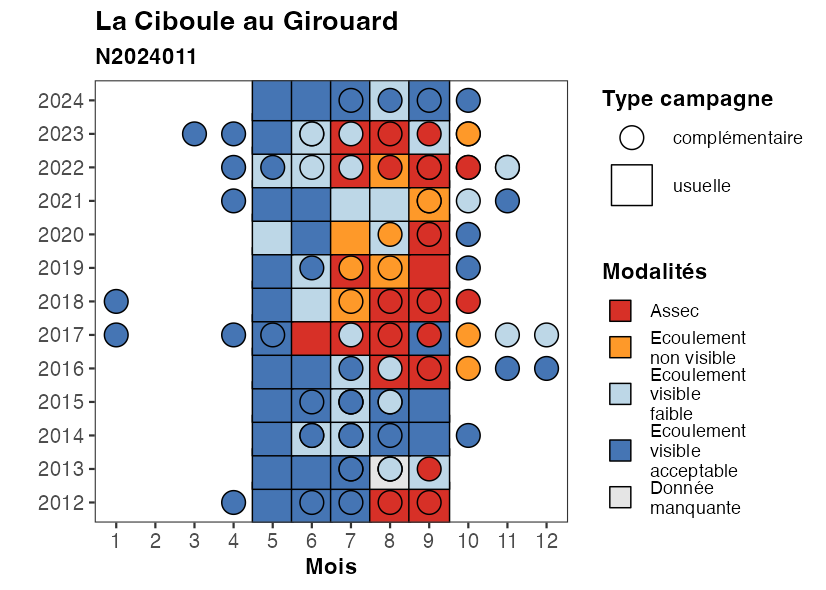 La Ciboule au Girouard
N2024011
2024
2023
2022
2021
2020
2019
2018
2017
2016
2015
2014
2013
2012
1 2 3 4 5 6 7 8 9 10 11 12
Mois
Type campagne
complémentaire
usuelle
Modalités
Assec
Ecoulement
non visible
Ecoulement
visible
faible
Ecoulement
visible
acceptable
Donnée
manquante